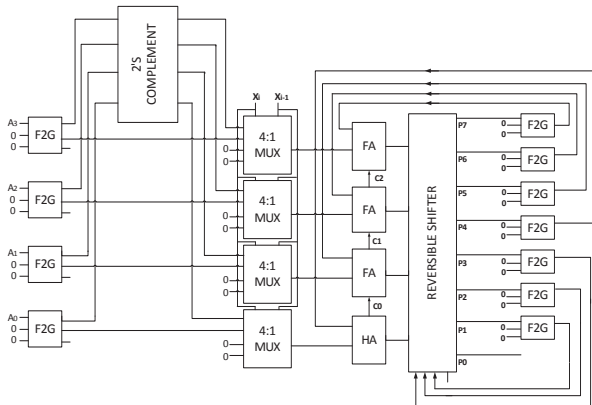 2'S
COMPLEMENT
Xi
Xi-1
A3
0
0
F2G
4:1
MUX
0
0
FA
C2
P7
0
0
F2G
P6
0
0
F2G
A2
0
0
F2G
4:1
MUX
0
0
FA
C1
P5
0
0
F2G
P4
0
0
F2G
A1
0
0
F2G
4:1
MUX
0
0
FA
C0
REVERSIBLE SHIFTER
P3
0
0
F2G
P2
0
0
F2G
A0
0
0
F2G
4:1
MUX
0
0
HA
P1
0
0
F2G
P0